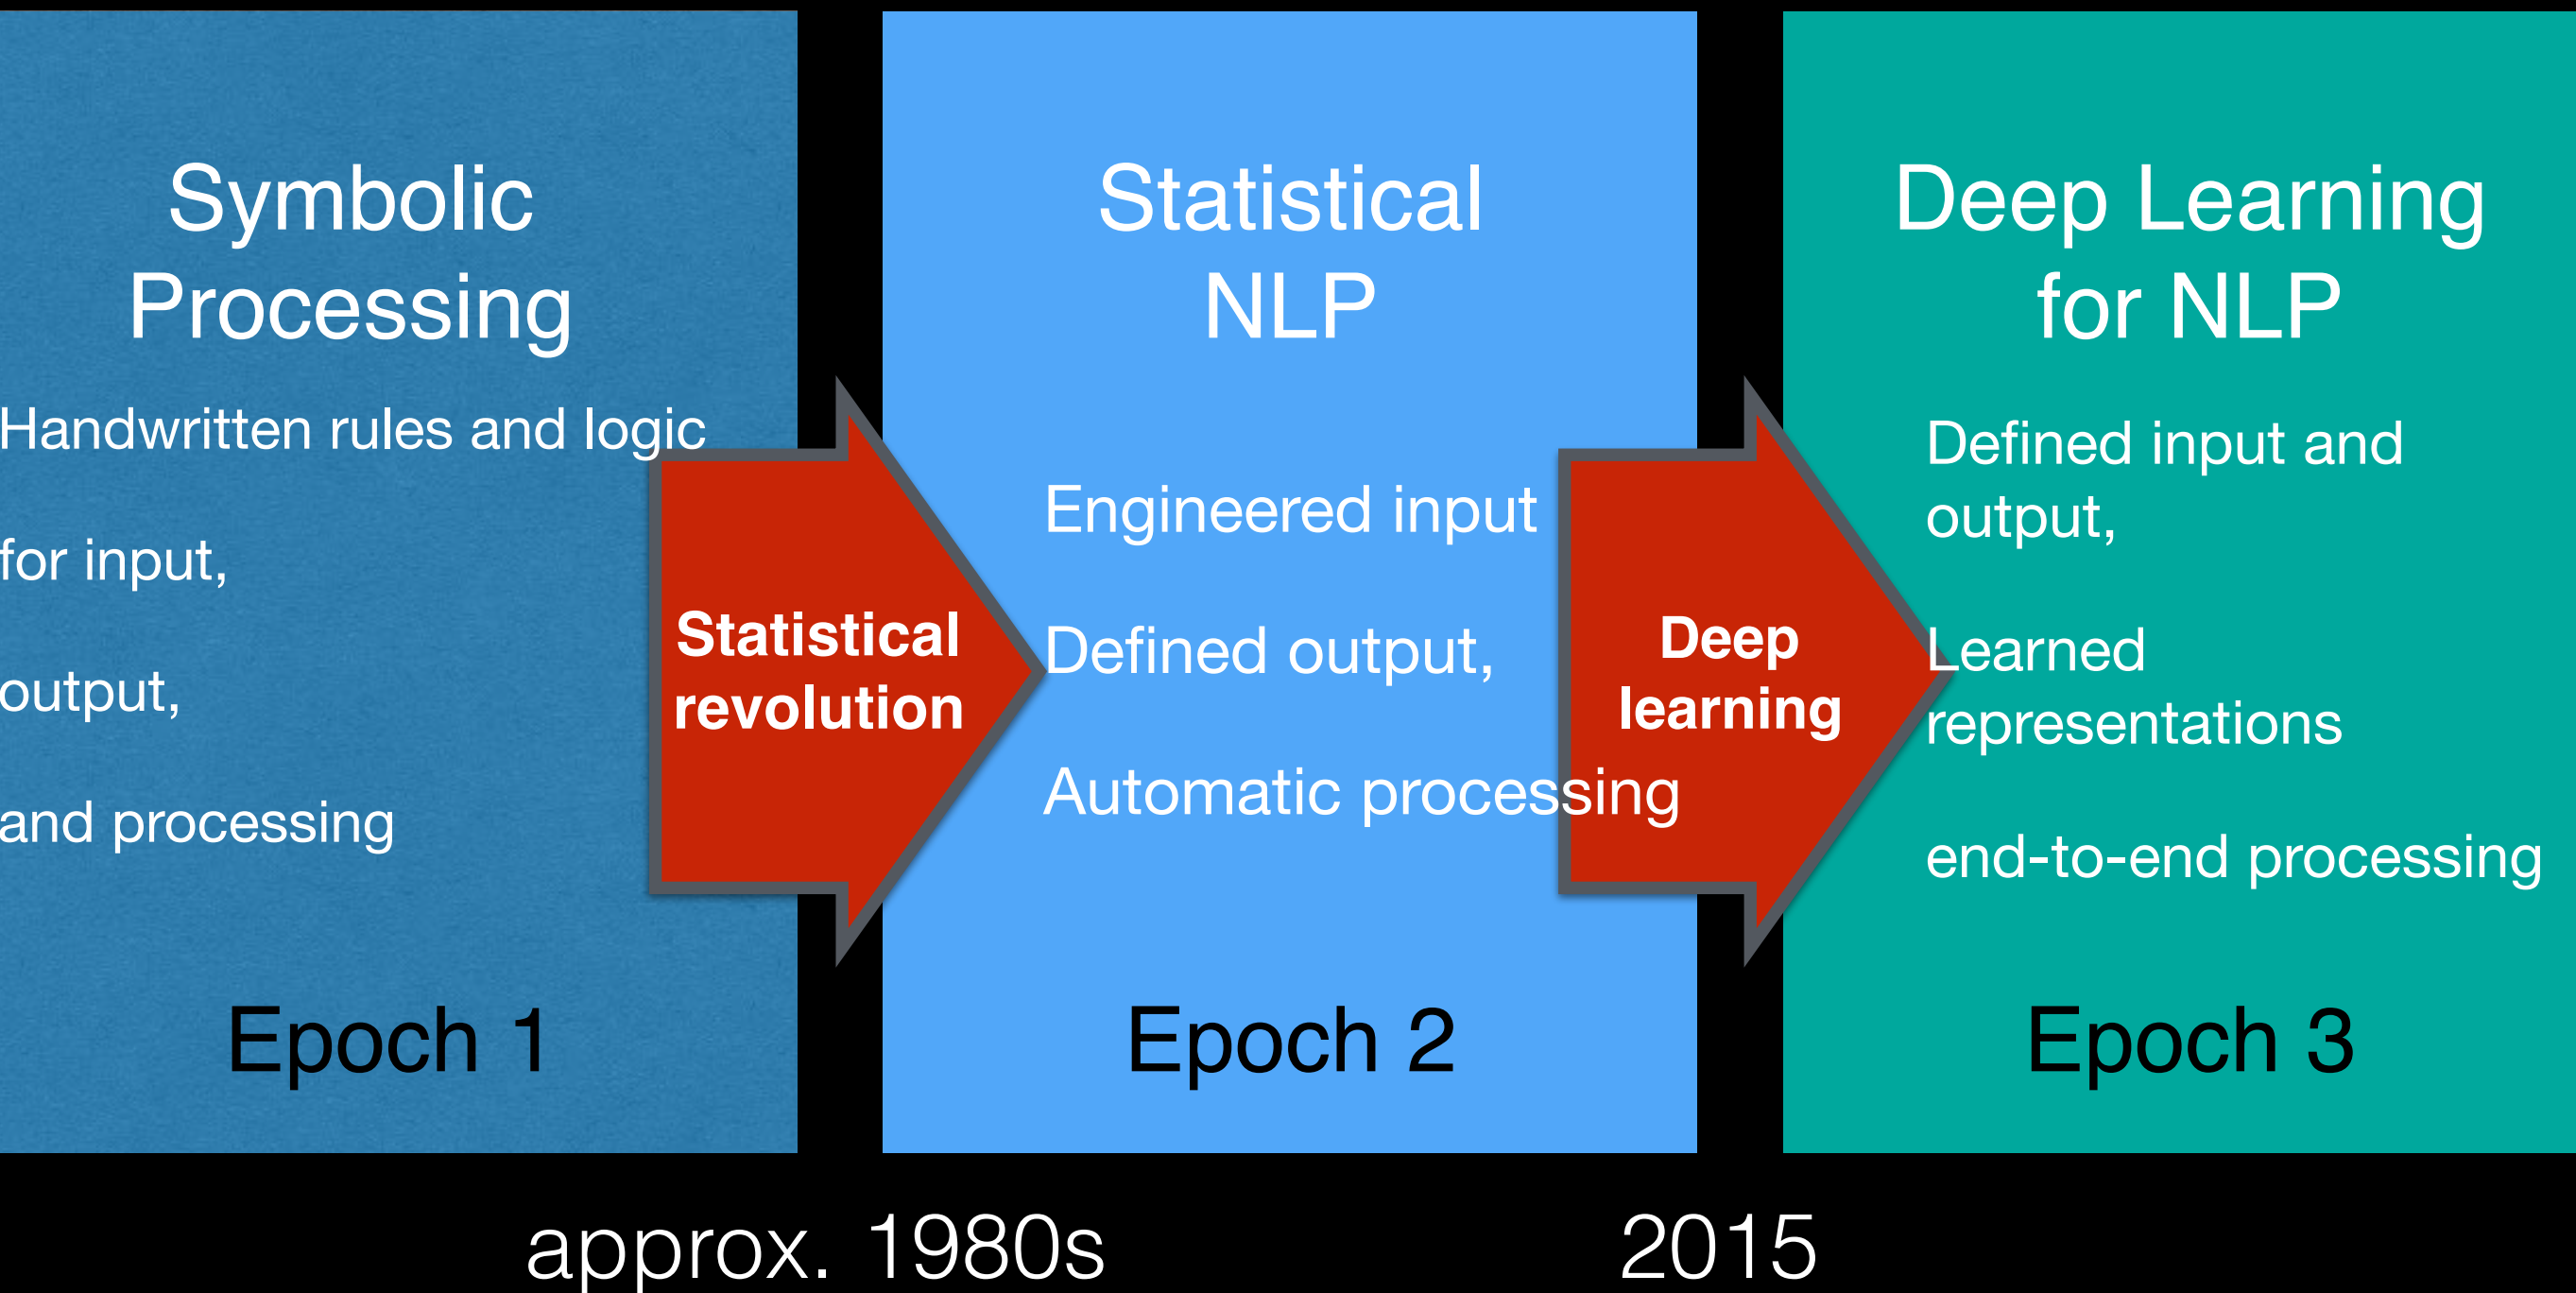 Symbolic
Processing
Handwritten rules and logic
for input,
output,
and processing
Epoch 1
Statistical
revolution
Statistical
NLP
Engineered input
Defined output,
Automatic processing
Epoch 2
Deep
learning
Deep Learning
for NLP
Defined input and
output,
Learned
representations
end-to-end processing
Epoch 3
approx. 1980s
2015